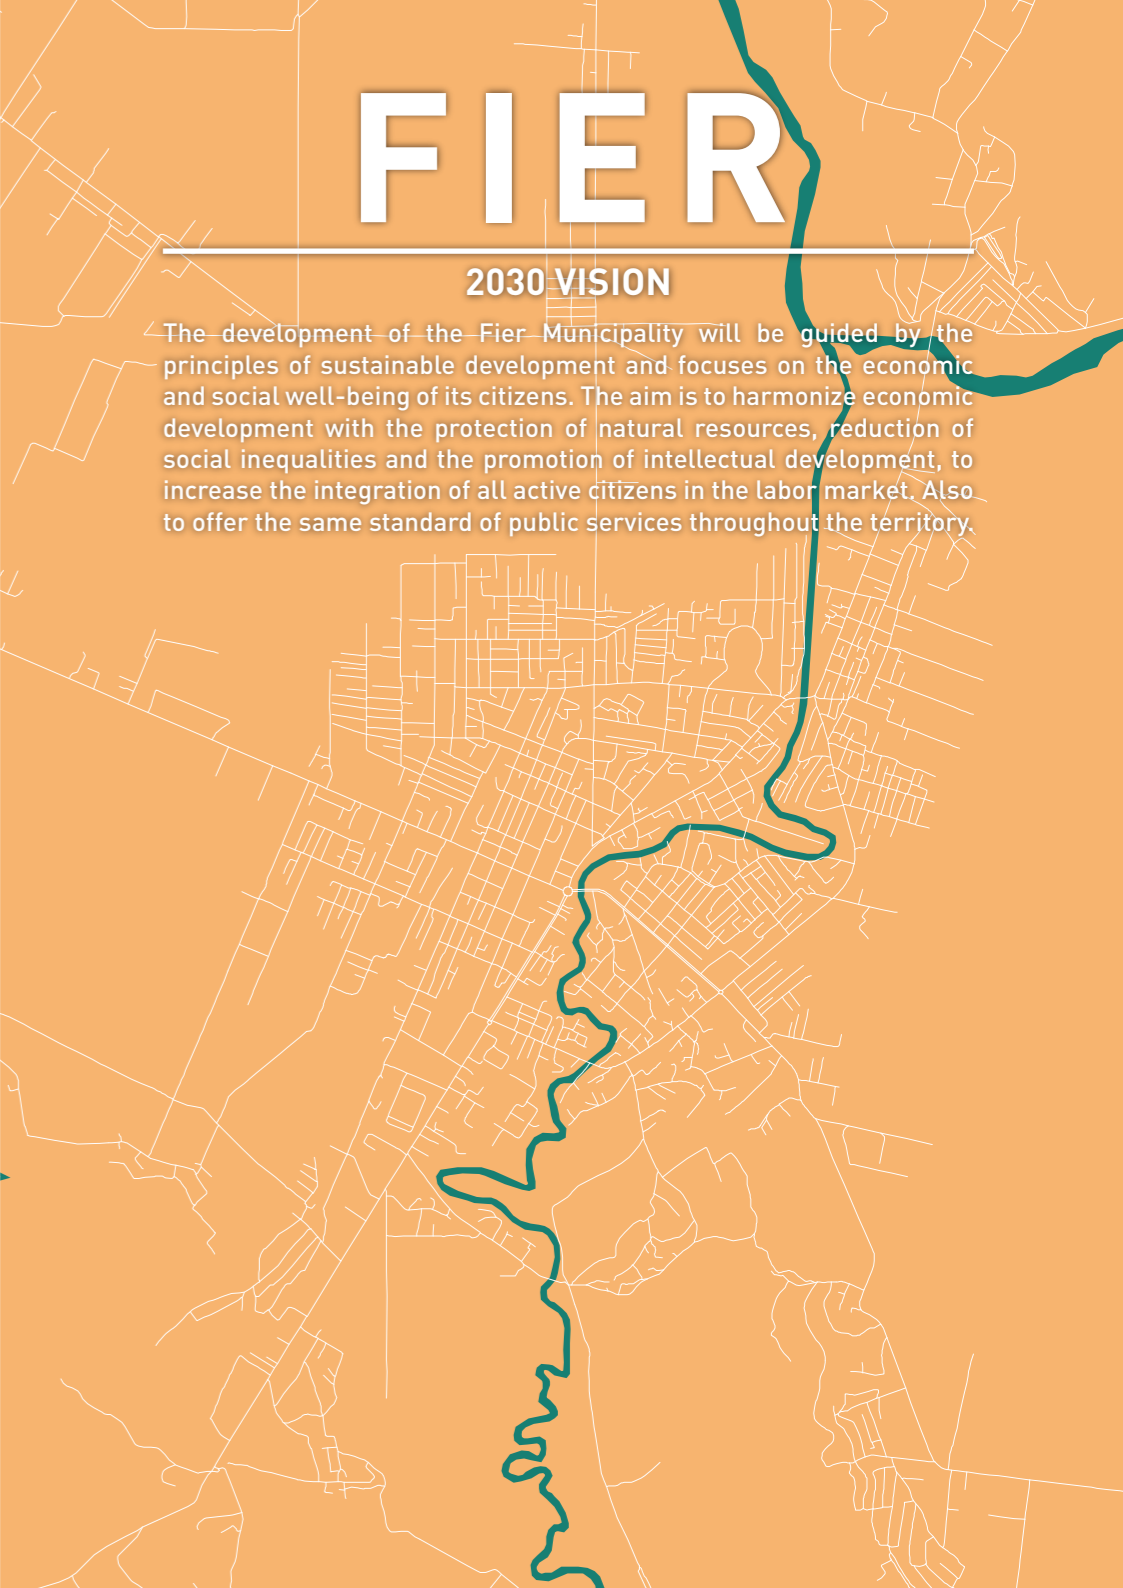 FIER
2030 VISION
The development of the Fier Municipality will be guided by the
principles of sustainable development and focuses on the economic
and social well-being of its citizens. The aim is to harmonize economic
development with the protection of natural resources, reduction of
social inequalities and the promotion of intellectual development, to
increase the integration of all active citizens in the labor market. Also
to offer the same standard of public services throughout the territory.